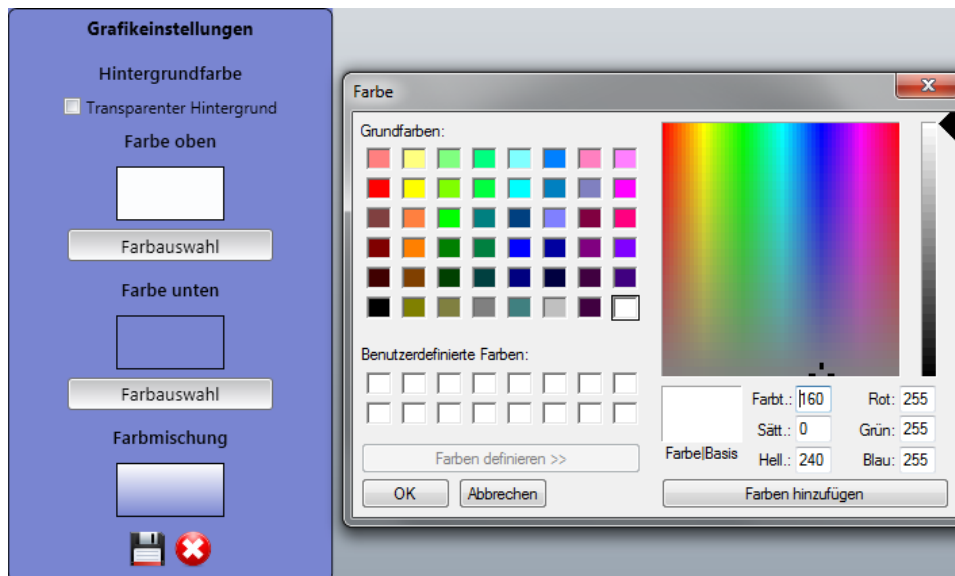 Grafikeinstellungen
Hintergrundfarbe
Transparenter Hintergrund
Farbe oben
Farbauswahl
Farbe unten
Farbauswahl
Farbmischung
Farbe
Grundfarben:
Benutzerdefinierte Farben:
Farben definieren >>
OK Abbrechen
Farbe|Basis
Farbt.: 160 Rot: 255
Sätt.: 0 Grün: 255
Hell.: 240 Blau: 255
Farben hinzufügen